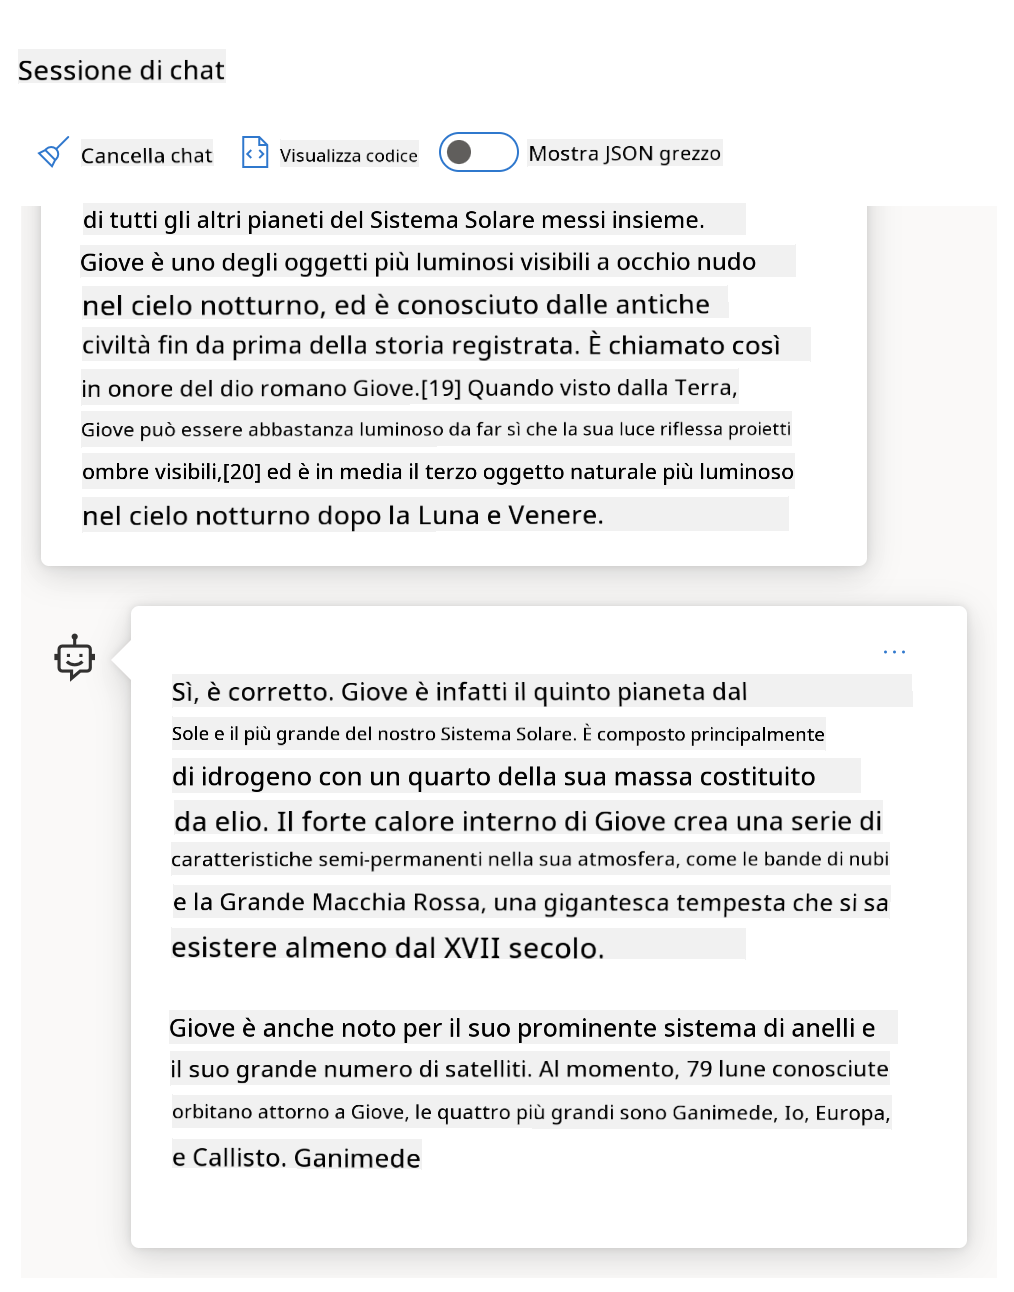 Sessione di chat
Cancella chat
Visualizza codice
Mostra JSON grezzo
di tutti gli altri pianeti del Sistema Solare messi insieme.
Giove è uno degli oggetti più luminosi visibili a occhio nudo
nel cielo notturno, ed è conosciuto dalle antiche
civiltà fin da prima della storia registrata. È chiamato così
in onore del dio romano Giove.[19] Quando visto dalla Terra,
Giove può essere abbastanza luminoso da far sì che la sua luce riflessa proietti
ombre visibili,[20] ed è in media il terzo oggetto naturale più luminoso
nel cielo notturno dopo la Luna e Venere.
...
Sì, è corretto. Giove è infatti il quinto pianeta dal
Sole e il più grande del nostro Sistema Solare. È composto principalmente
di idrogeno con un quarto della sua massa costituito
da elio. Il forte calore interno di Giove crea una serie di
caratteristiche semi-permanenti nella sua atmosfera, come le bande di nubi
e la Grande Macchia Rossa, una gigantesca tempesta che si sa
esistere almeno dal XVII secolo.
Giove è anche noto per il suo prominente sistema di anelli e
il suo grande numero di satelliti. Al momento, 79 lune conosciute
orbitano attorno a Giove, le quattro più grandi sono Ganimede, Io, Europa,
e Callisto. Ganimede